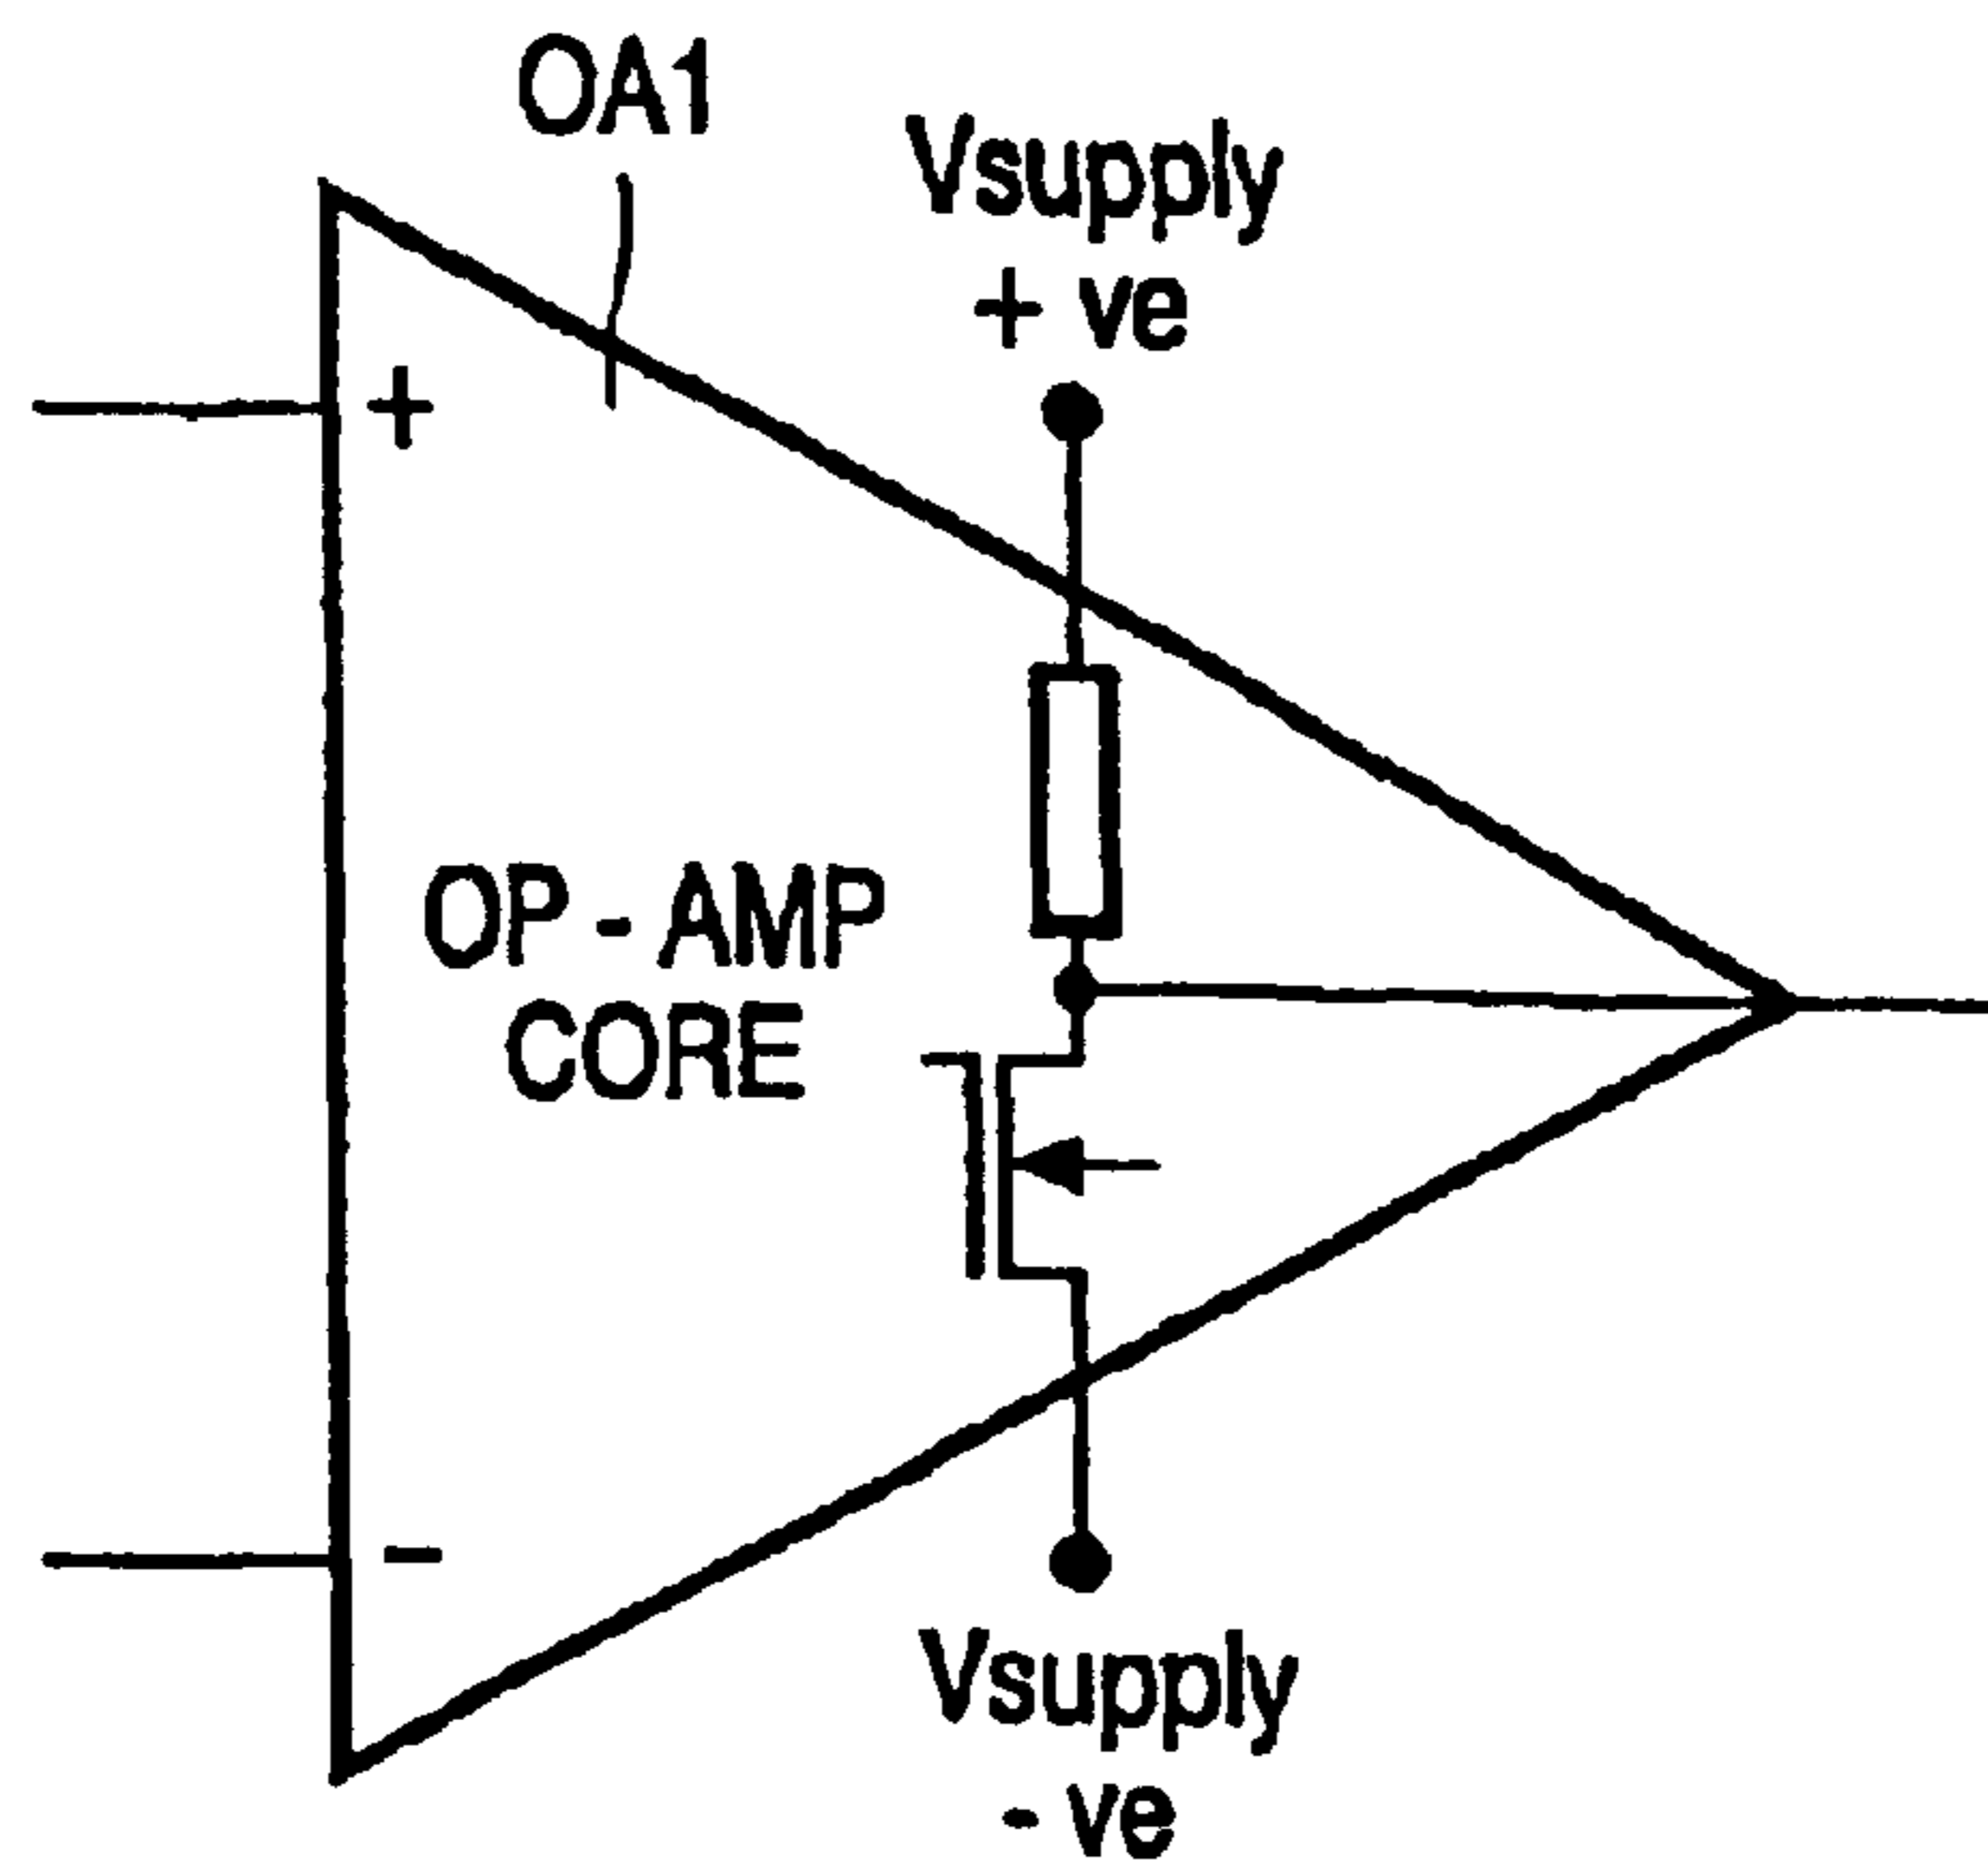 OA1
Vsupply
+ ve
+
OP - AMP
CORE
-
Vsupply
- ve